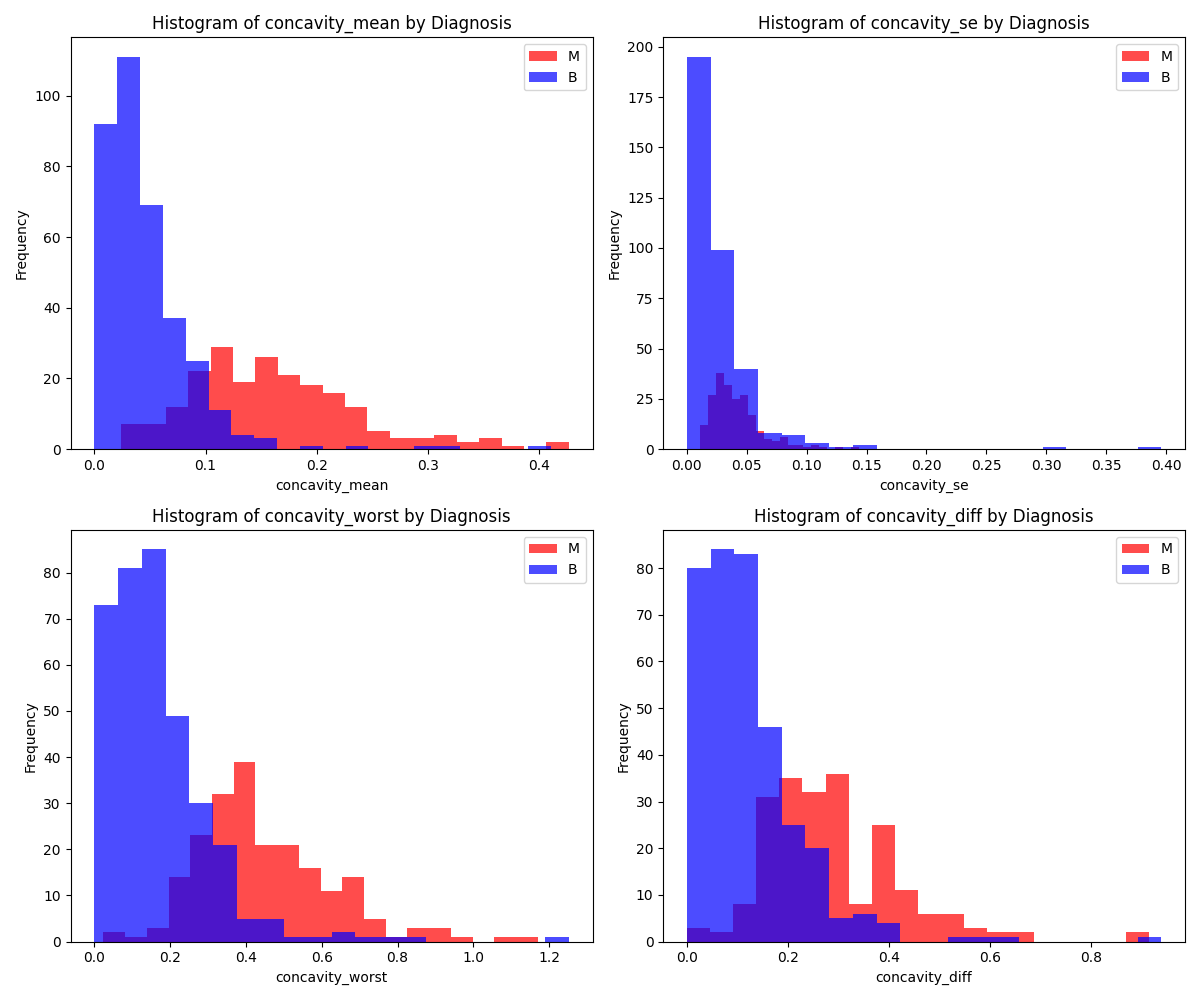 Histogram of concavity_mean by Diagnosis
M
B
100
80
60
40
20
0
Frequency
0.0 0.1 0.2 0.3 0.4
concavity_mean
Histogram of concavity_se by Diagnosis
M
B
200
175
150
125
100
75
50
25
0
Frequency
0.00 0.05 0.10 0.15 0.20 0.25 0.30 0.35 0.40
concavity_se
Histogram of concavity_worst by Diagnosis
M
B
80
70
60
50
40
30
20
10
0
Frequency
0.0 0.2 0.4 0.6 0.8 1.0 1.2
concavity_worst
Histogram of concavity_diff by Diagnosis
M
B
80
70
60
50
40
30
20
10
0
Frequency
0.0 0.2 0.4 0.6 0.8
concavity_diff